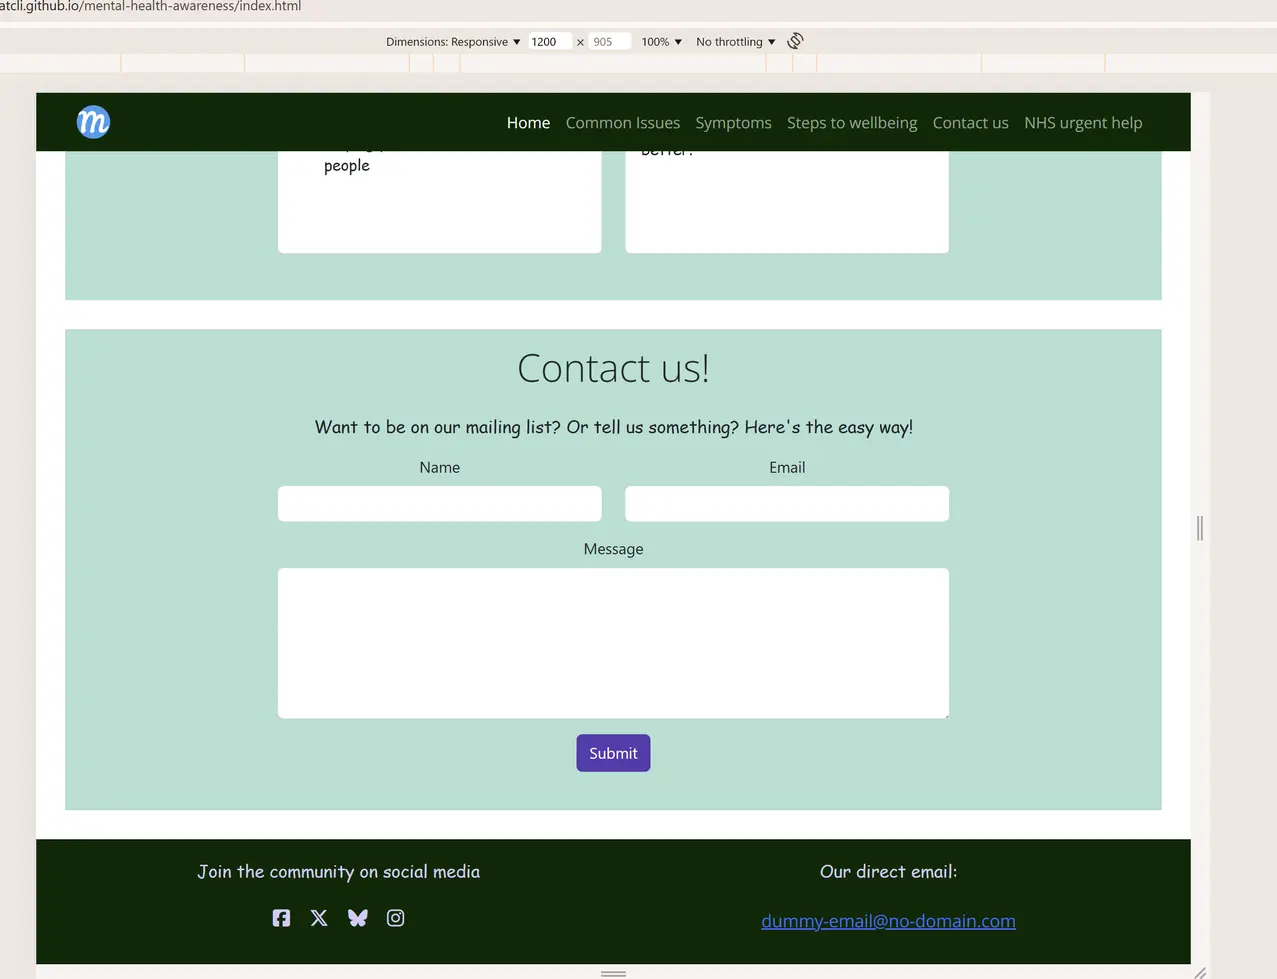 atcli.github.io/mental-health-awareness/index.html
Dimensions: Responsive ▼ 1200 × 905 100% ▼ No throttling ▼
m Home Common Issues Symptoms Steps to wellbeing Contact us NHS urgent help
better.
people
Contact us!
Want to be on our mailing list? Or tell us something? Here's the easy way!
Name Email
Message
Submit
Join the community on social media Our direct email:
dummy-email@no-domain.com